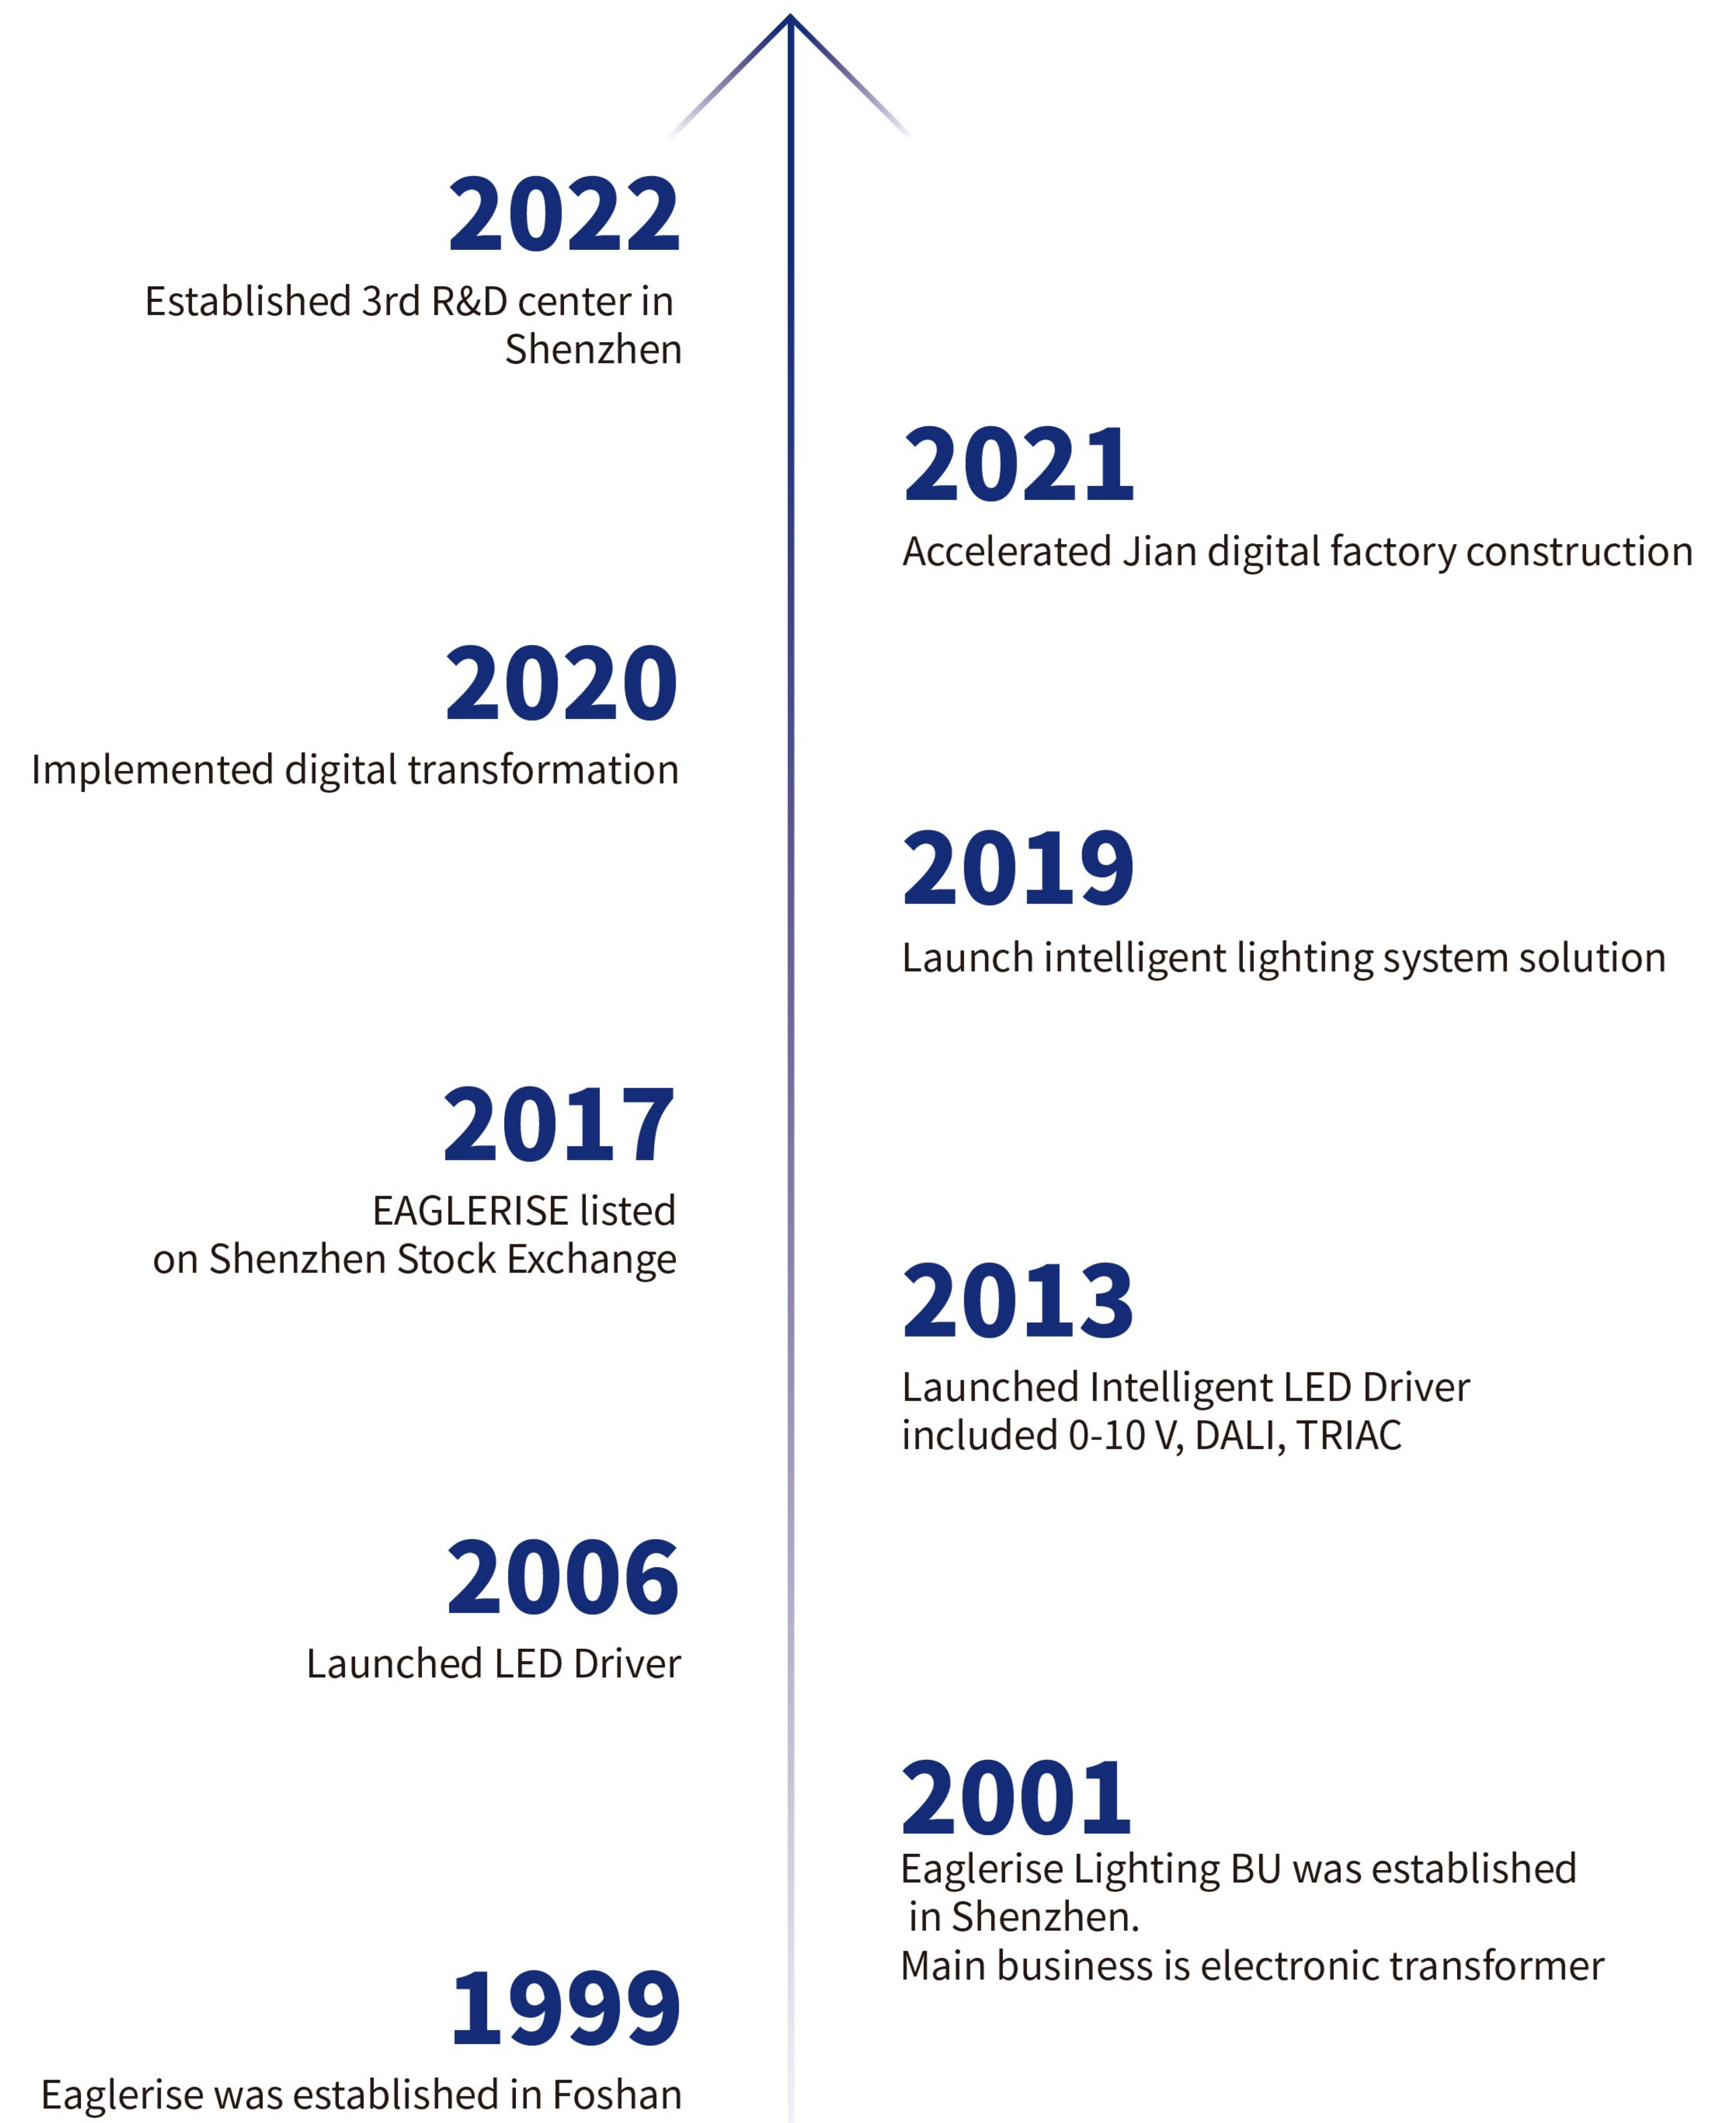 2022
Established 3rd R&D center in
Shenzhen
2021
Accelerated Jian digital factory construction
2020
Implemented digital transformation
2019
Launch intelligent lighting system solution
2017
EAGLERISE listed
on Shenzhen Stock Exchange
2013
Launched Intelligent LED Driver
included 0-10 V, DALI, TRIAC
2006
Launched LED Driver
2001
Eaglerise Lighting BU was established
in Shenzhen.
Main business is electronic transformer
1999
Eaglerise was established in Foshan